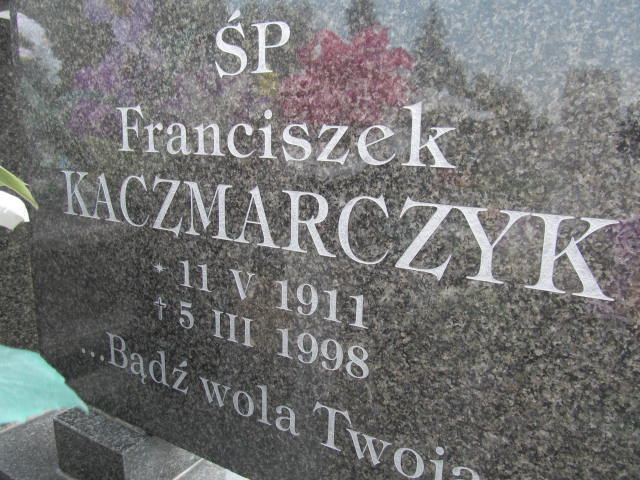 ŚP
Franciszek
KACZMARCZYK
* 11 V 1911
† 5 III 1998
...Bądź wola Twoja